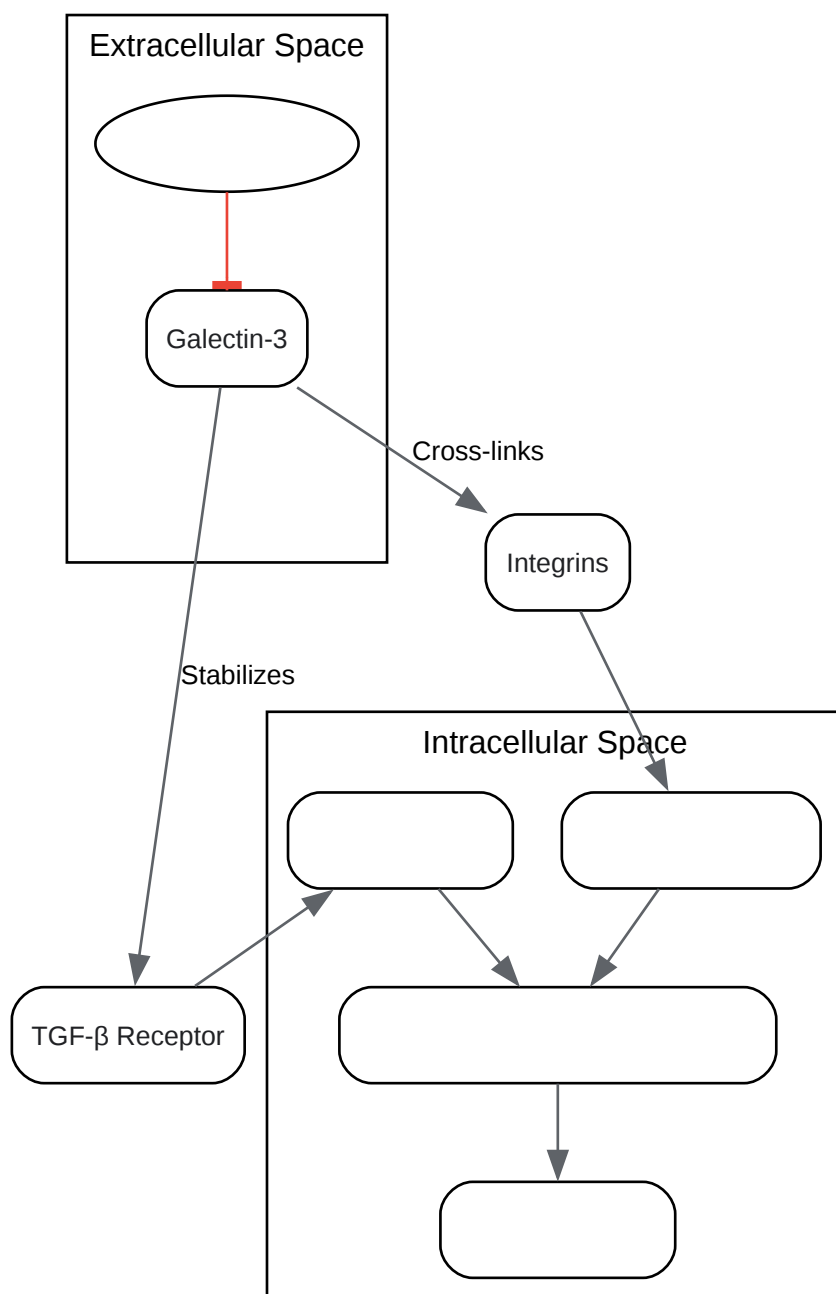 Extracellular Space
Galectin-3
Cross-links
Integrins
Stabilizes
Intracellular Space
TGF-β Receptor